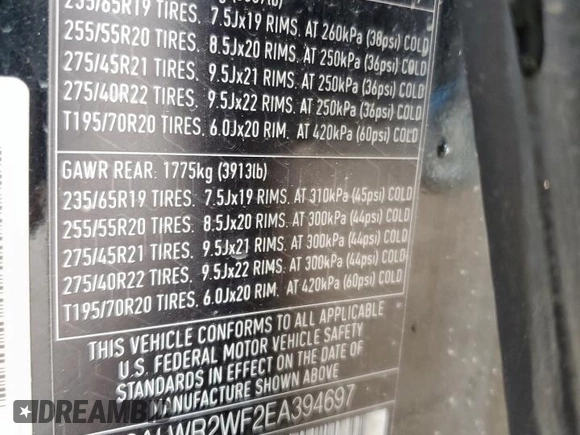 235/65R19 TIRES. 7.5Jx19 RIMS. AT 260kPa (38psi) COLD
255/55R20 TIRES. 8.5Jx20 RIMS. AT 250kPa (36psi) COLD
275/45R21 TIRES. 9.5Jx21 RIMS. AT 250kPa (36psi) COLD
275/40R22 TIRES. 9.5Jx22 RIMS. AT 250kPa (36psi) COLD
T195/70R20 TIRES. 6.0Jx20 RIM. AT 420kPa (60psi) COLD
GAWR REAR: 1775kg (3913lb)
235/65R19 TIRES. 7.5Jx19 RIMS. AT 310kPa (45psi) COLD
255/55R20 TIRES. 8.5Jx20 RIMS. AT 300kPa (44psi) COLD
275/45R21 TIRES. 9.5Jx21 RIMS. AT 300kPa (44psi) COLD
275/40R22 TIRES. 9.5Jx22 RIMS. AT 300kPa (44psi) COLD
T195/70R20 TIRES. 6.0Jx20 RIM. AT 420kPa (60psi) COLD
THIS VEHICLE CONFORMS TO ALL APPLICABLE
U.S. FEDERAL MOTOR VEHICLE SAFETY
STANDARDS IN EFFECT ON THE DATE OF
MANUFACTURE SHOWN ABOVE
WR2WF2EA394697
RIDESAFELY